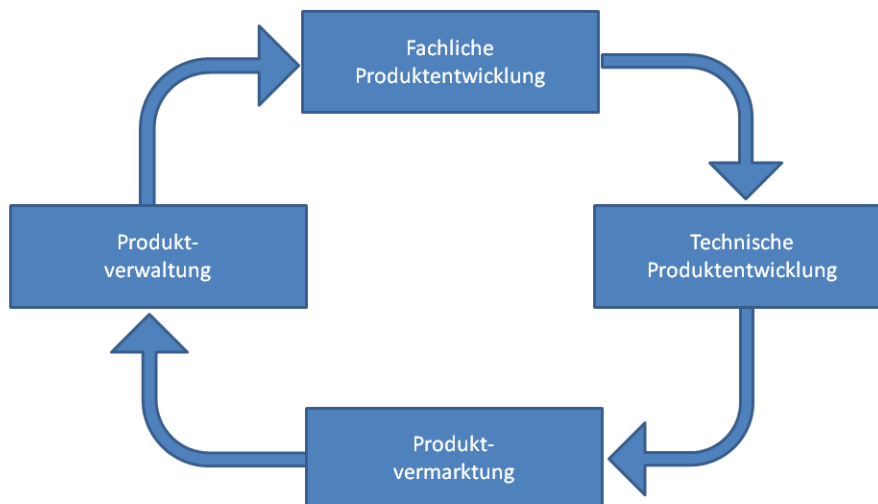 Fachliche
Produktentwicklung
Technische
Produktentwicklung
Produkt-
vermarktung
Produkt-
verwaltung